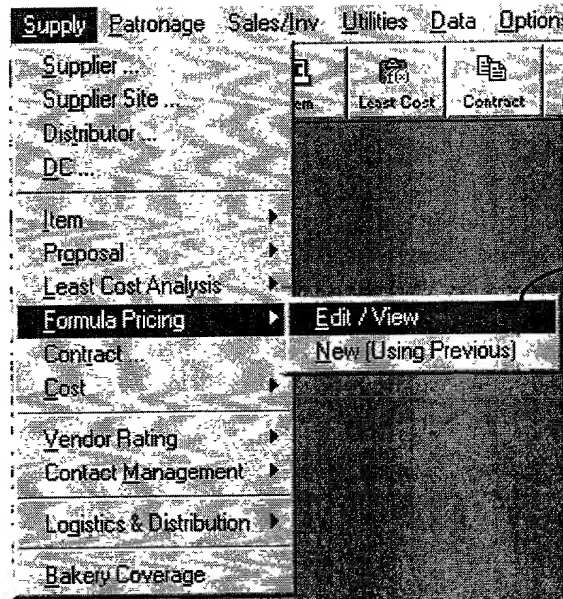 Supply Patronage Sales/Inv Utilities Data Option
Supplier ...
Supplier Site ...
Distributor ...
DC ...
em Least Cost Contract
f(x)
Item
Proposal
Least Cost Analysis
Formula Pricing
Edit / View
New (Using Previous)
Contract ...
Cost
Vendor Rating
Contact Management
Logistics & Distribution
Bakery Coverage